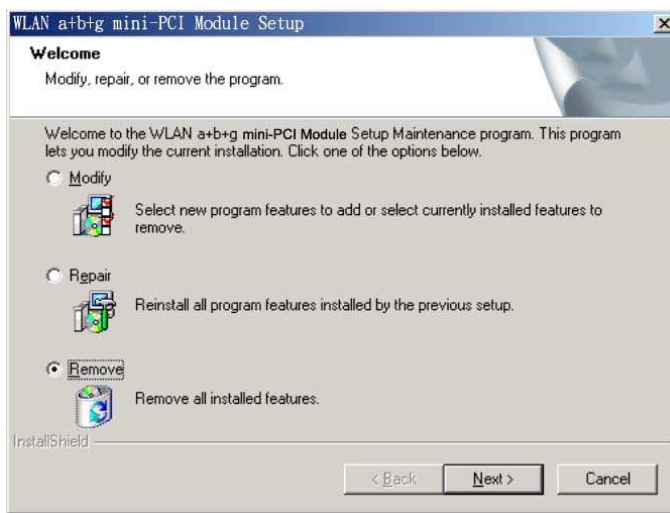 WLAN a+b+g mini-PCI Module Setup
Welcome
Modify, repair, or remove the program.
Welcome to the WLAN a+b+g mini-PCI Module Setup Maintenance program. This program
lets you modify the current installation. Click one of the options below.
Modify
Select new program features to add or select currently installed features to
remove.
Repair
Reinstall all program features installed by the previous setup.
Remove
Remove all installed features.
InstallShield
< Back
Next >
Cancel